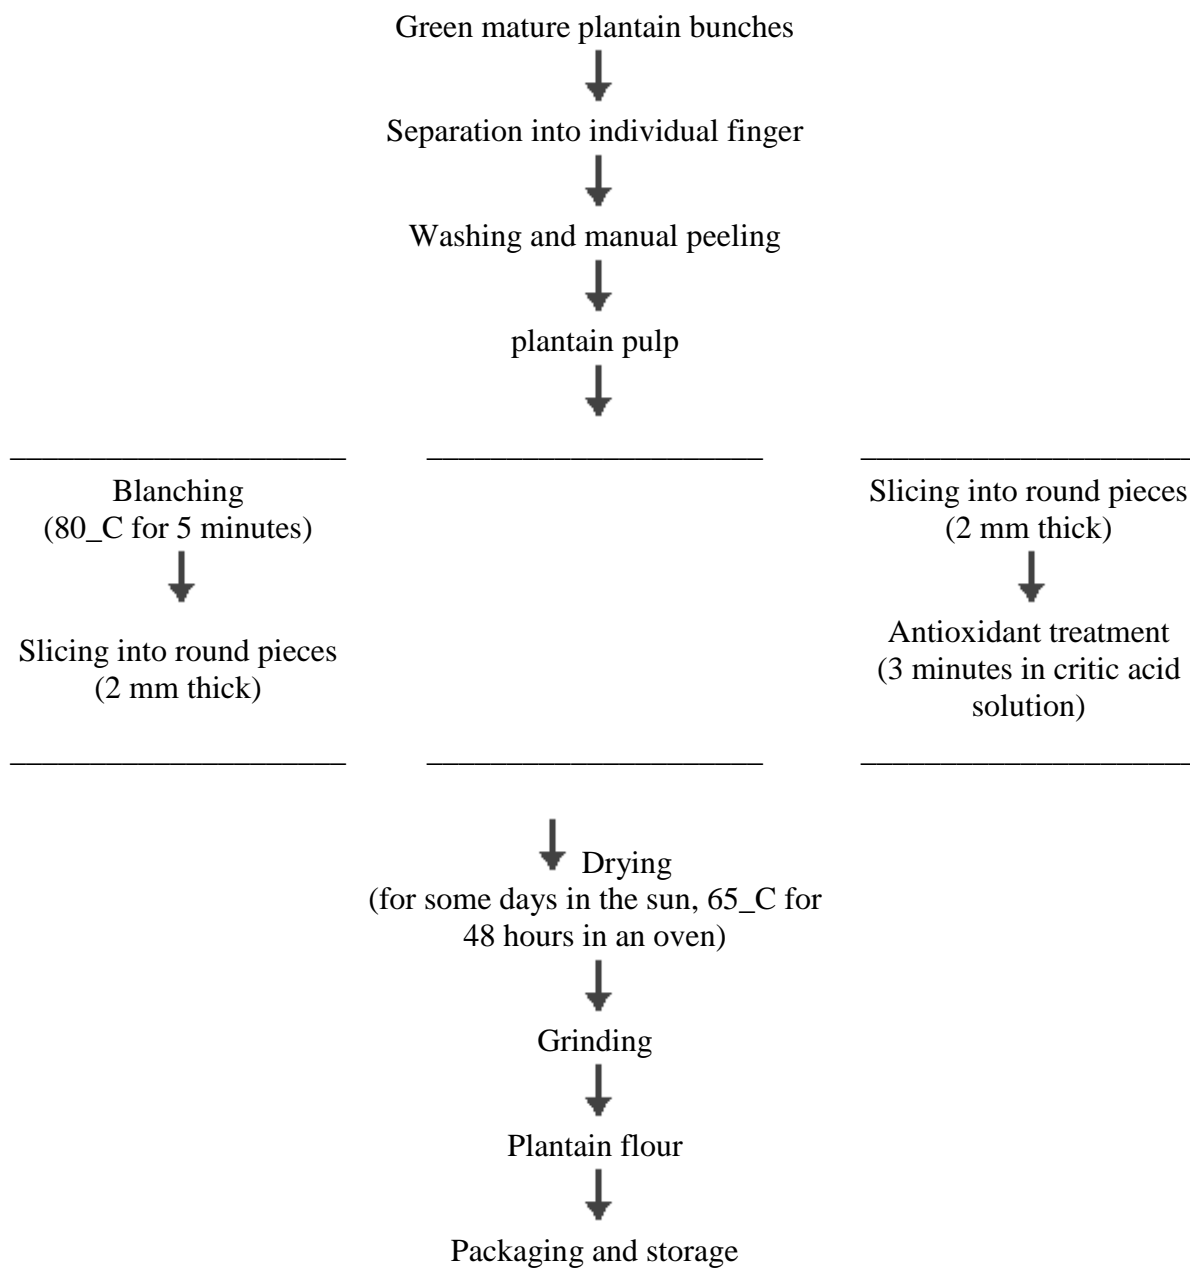 Green mature plantain bunches
Separation into individual finger
Washing and manual peeling
plantain pulp
Blanching
(80_C for 5 minutes)
Slicing into round pieces
(2 mm thick)
Slicing into round pieces
(2 mm thick)
Antioxidant treatment
(3 minutes in critic acid
solution)
Drying
(for some days in the sun, 65_C for
48 hours in an oven)
Grinding
Plantain flour
Packaging and storage